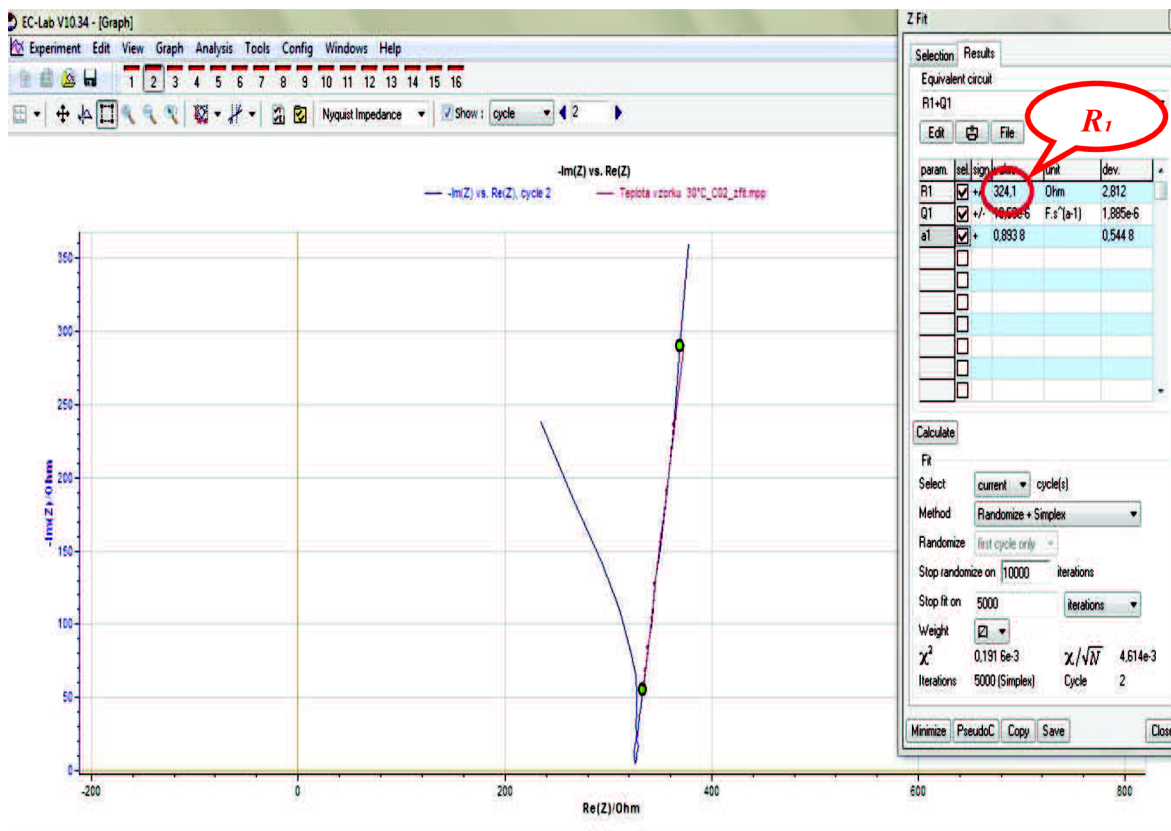 EC-Lab V10.34 - [Graph]
Experiment Edit View Graph Analysis Tools Config Windows Help
1 2 3 4 5 6 7 8 9 10 11 12 13 14 15 16
Nyquist Impedance Show : cycle 2
-Im(Z) vs. Re(Z)
-Im(Z) vs. Re(Z), cycle 2 Teplota vzorku 30°C_C02_zfit.mpp
350
300
250
200
150
100
50
0
-Im(Z)/Ohm
-200 0 200 400 600 800
Re(Z)/Ohm
Z Fit
Selection Results
Equivalent circuit
R1+Q1
Edit File
R1
param. sel. sign unit dev.
R1 +/- 324,1 Ohm 2,812
Q1 +/- F.s^(a-1) 1,885e-6
a1 + 0,893 8 0,544 8
Calculate
Fit
Select current cycle(s)
Method Randomize + Simplex
Randomize first cycle only
Stop randomize on 10000 iterations
Stop fit on 5000 iterations
Weight |Z|
χ² 0,191 6e-3 χ/√N 4,614e-3
Iterations 5000 (Simplex) Cycle 2
Minimize PseudoC Copy Save Close